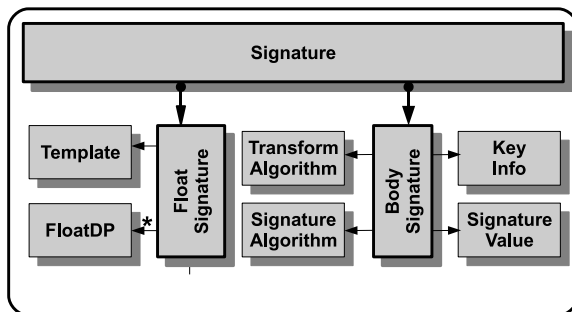 Signature
Template
FloatDP
*
Float
Signature
Transform
Algorithm
Signature
Algorithm
Body
Signature
Key
Info
Signature
Value